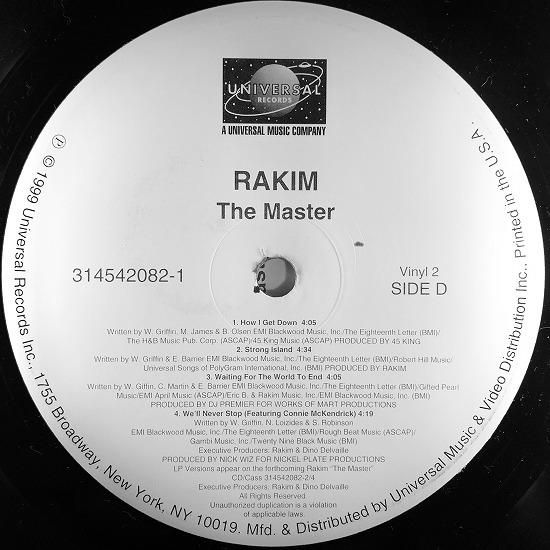 UNIVERSAL
RECORDS
A UNIVERSAL MUSIC COMPANY
RAKIM
The Master
314542082-1
Vinyl 2
SIDE D
1. How I Get Down 4:05
Written by W. Griffin, M. James & B. Olsen EMI Blackwood Music, Inc./The Eighteenth Letter (BMI)/
The H&B Music Pub. Corp. (ASCAP)/45 King Music (ASCAP) PRODUCED BY 45 KING
2. Strong Island 4:34
Written by W. Griffin & E. Barrier EMI Blackwood Music, Inc./The Eighteenth Letter (BMI)/Robert Hill Music/
Universal Songs of PolyGram International, Inc. (BMI) PRODUCED BY RAKIM
3. Waiting For The World To End 4:05
Written by W. Giffin, C. Martin & E. Barrier EMI Blackwood Music, Inc./The Eighteenth Letter (BMI)/Gifted Pearl
Music/EMI April Music (ASCAP)/Eric B. & Rakim Music/EMI Blackwood Music, Inc. (BMI)
PRODUCED BY DJ PREMIER FOR WORKS OF MART PRODUCTIONS
4. We'll Never Stop (Featuring Connie McKendrick) 4:19
Written by W. Griffin, N. Loizides & S. Robinson
EMI Blackwood Music, Inc./The Eighteenth Letter (BMI)/Rough Beat Music (ASCAP)/
Gambi Music, Inc./Twenty Nine Black Music (BMI)
Executive Producers: Rakim & Dino Delvaille
PRODUCED BY NICK WIZ FOR NICKEL PLATE PRODUCTIONS
LP Versions appear on the forthcoming Rakim "The Master"
CD/Cass 314542082-2/4
Executive Producers: Rakim & Dino Delvaille
All Rights Reserved
Unauthorized duplication is a violation
of applicable laws.
℗ © 1999 Universal Records Inc., 1755 Broadway, New York, NY 10019. Mfd. & Distributed by Universal Music & Video Distribution Inc., Printed in the U.S.A.